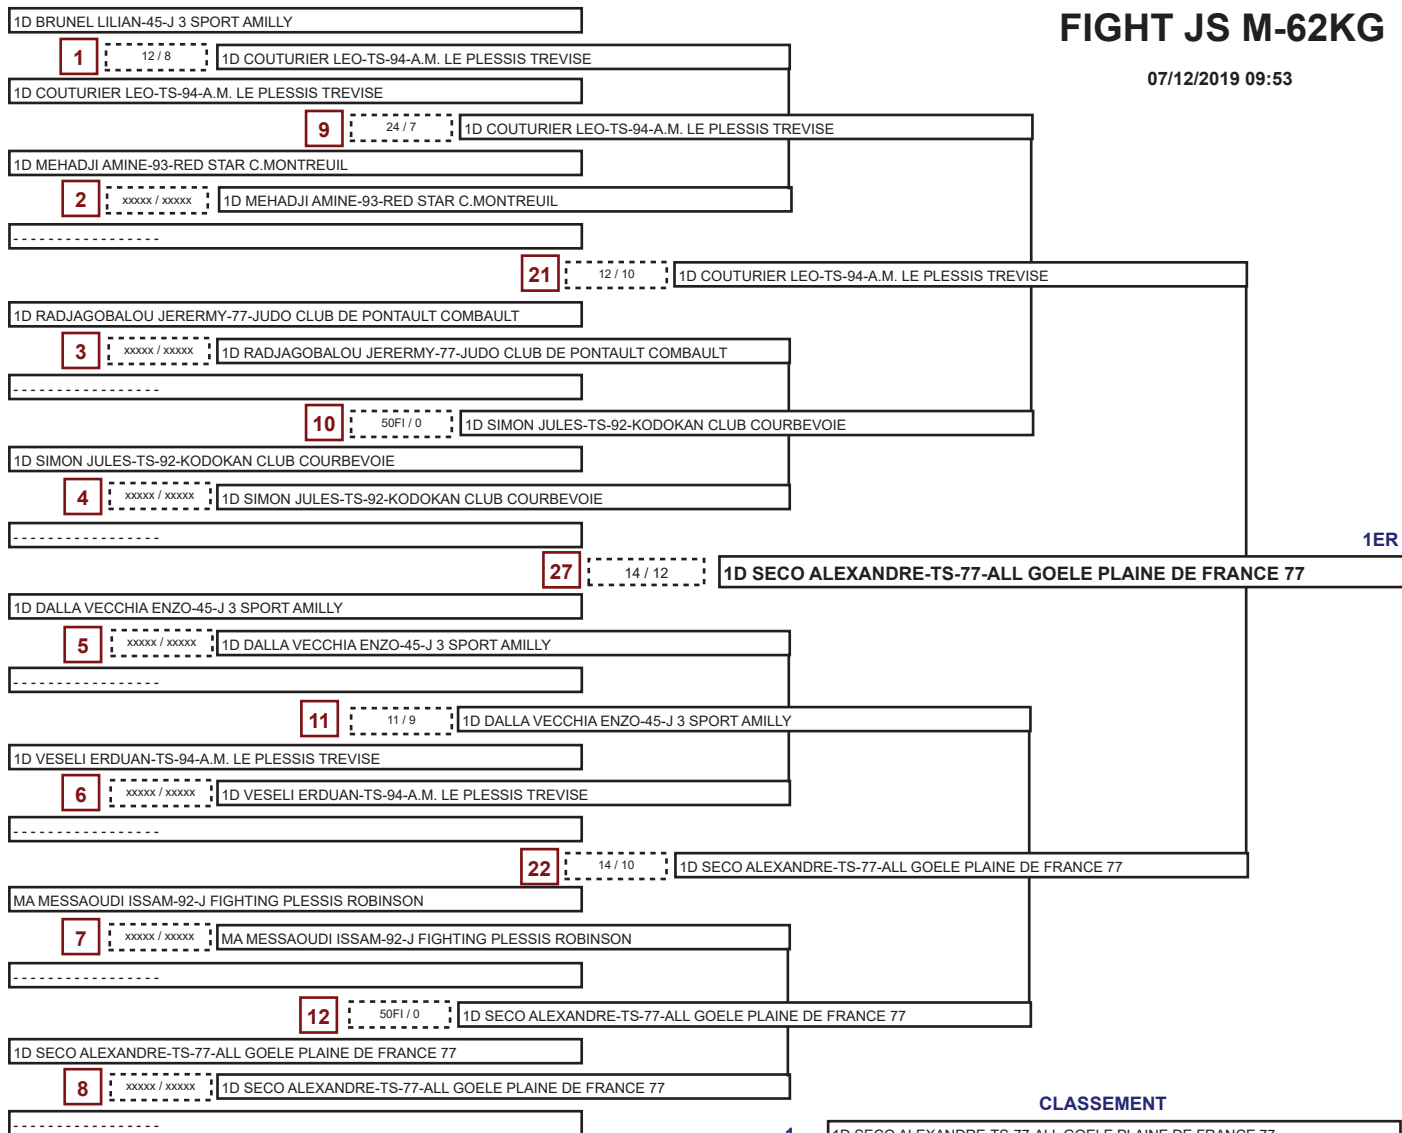 1D BRUNEL LILIAN-45-J 3 SPORT AMILLY
FIGHT JS M-62KG
1 12 / 8 1D COUTURIER LEO-TS-94-A.M. LE PLESSIS TREVISE
07/12/2019 09:53
1D COUTURIER LEO-TS-94-A.M. LE PLESSIS TREVISE
9 24 / 7 1D COUTURIER LEO-TS-94-A.M. LE PLESSIS TREVISE
1D MEHADJI AMINE-93-RED STAR C.MONTREUIL
2 xxxxx / xxxxx 1D MEHADJI AMINE-93-RED STAR C.MONTREUIL
- - - - - - - - - - - - - - - - -
21 12 / 10 1D COUTURIER LEO-TS-94-A.M. LE PLESSIS TREVISE
1D RADJAGOBALOU JERERMY-77-JUDO CLUB DE PONTAULT COMBAULT
3 xxxxx / xxxxx 1D RADJAGOBALOU JERERMY-77-JUDO CLUB DE PONTAULT COMBAULT
- - - - - - - - - - - - - - - - -
10 50FI / 0 1D SIMON JULES-TS-92-KODOKAN CLUB COURBEVOIE
1D SIMON JULES-TS-92-KODOKAN CLUB COURBEVOIE
4 xxxxx / xxxxx 1D SIMON JULES-TS-92-KODOKAN CLUB COURBEVOIE
- - - - - - - - - - - - - - - - -
1ER
27 14 / 12 1D SECO ALEXANDRE-TS-77-ALL GOELE PLAINE DE FRANCE 77
1D DALLA VECCHIA ENZO-45-J 3 SPORT AMILLY
5 xxxxx / xxxxx 1D DALLA VECCHIA ENZO-45-J 3 SPORT AMILLY
- - - - - - - - - - - - - - - - -
11 11 / 9 1D DALLA VECCHIA ENZO-45-J 3 SPORT AMILLY
1D VESELI ERDUAN-TS-94-A.M. LE PLESSIS TREVISE
6 xxxxx / xxxxx 1D VESELI ERDUAN-TS-94-A.M. LE PLESSIS TREVISE
- - - - - - - - - - - - - - - - -
22 14 / 10 1D SECO ALEXANDRE-TS-77-ALL GOELE PLAINE DE FRANCE 77
MA MESSAOUDI ISSAM-92-J FIGHTING PLESSIS ROBINSON
7 xxxxx / xxxxx MA MESSAOUDI ISSAM-92-J FIGHTING PLESSIS ROBINSON
- - - - - - - - - - - - - - - - -
12 50FI / 0 1D SECO ALEXANDRE-TS-77-ALL GOELE PLAINE DE FRANCE 77
1D SECO ALEXANDRE-TS-77-ALL GOELE PLAINE DE FRANCE 77
8 xxxxx / xxxxx 1D SECO ALEXANDRE-TS-77-ALL GOELE PLAINE DE FRANCE 77
CLASSEMENT
- - - - - - - - - - - - - - - - -
1 1D SECO ALEXANDRE-TS-77-ALL GOELE PLAINE DE FRANCE 77